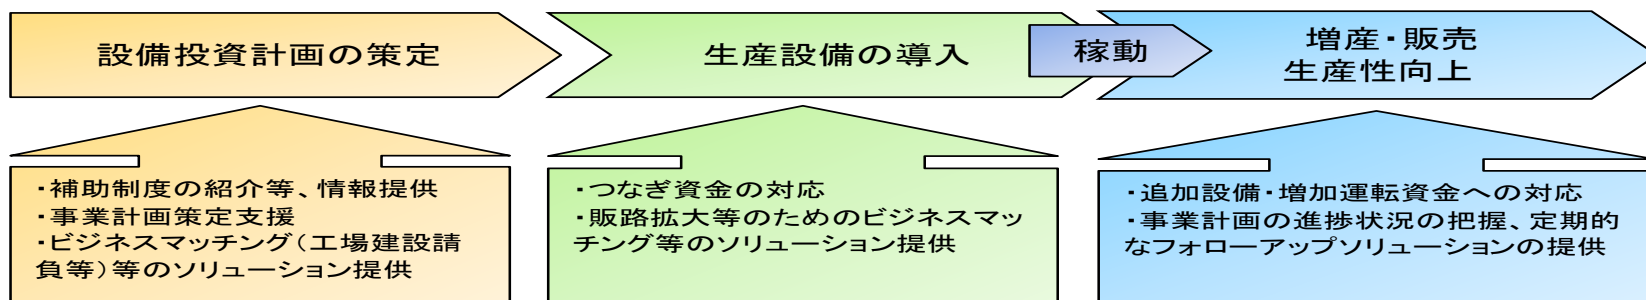 設備投資計画の策定
生産設備の導入
稼動
増産・販売
生産性向上
・補助制度の紹介等、情報提供
・事業計画策定支援
・ビジネスマッチング（工場建設請
負等）等のソリューション提供
・つなぎ資金の対応
・販路拡大等のためのビジネスマッ
チング等のソリューション提供
・追加設備・増加運転資金への対応
・事業計画の進捗状況の把握、定期的
なフォローアップソリューションの提供